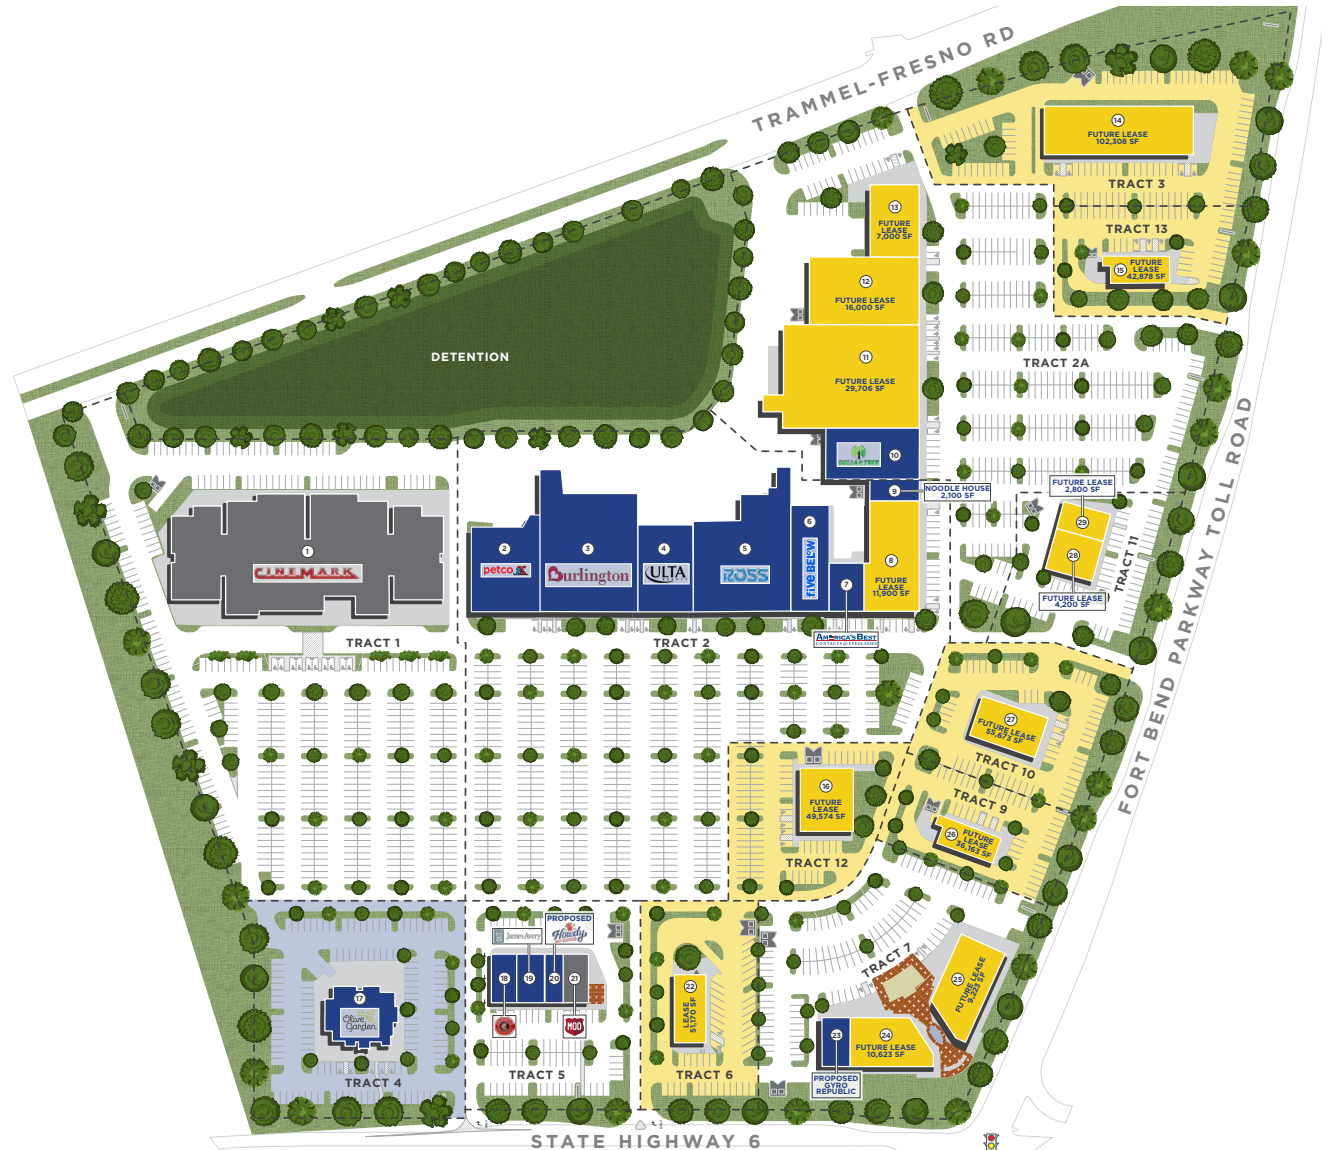 TRAMMEL-FRESNO RD
14
FUTURE LEASE
102,308 SF
TRACT 3
13
FUTURE
LEASE
7,000 SF
TRACT 13
15
FUTURE
LEASE
42,878 SF
12
FUTURE LEASE
16,000 SF
DETENTION
11
FUTURE LEASE
29,706 SF
TRACT 2A
DOLLAR TREE
10
9
NOODLE HOUSE
2,100 SF
FUTURE LEASE
2,800 SF
29
28
FUTURE LEASE
4,200 SF
TRACT 11
FORT BEND PARKWAY TOLL ROAD
1
CINEMARK
TRACT 1
2
petco
3
Burlington
4
ULTA
5
ROSS
6
five BELOW
7
AMERICA'S BEST
CONTACTS & EYEGLASSES
8
FUTURE
LEASE
11,900 SF
TRACT 2
27
FUTURE LEASE
55,673 SF
TRACT 10
TRACT 9
26
FUTURE
LEASE
36,163 SF
16
FUTURE
LEASE
49,574 SF
TRACT 12
17
Olive
Garden
TRACT 4
James Avery
PROPOSED
Howdy
18
19
20
21
MOD
TRACT 5
22
LEASE
51,170 SF
TRACT 6
TRACT 7
25
FUTURE LEASE
9,223 SF
23
24
FUTURE LEASE
10,623 SF
PROPOSED
GYRO
REPUBLIC
STATE HIGHWAY 6